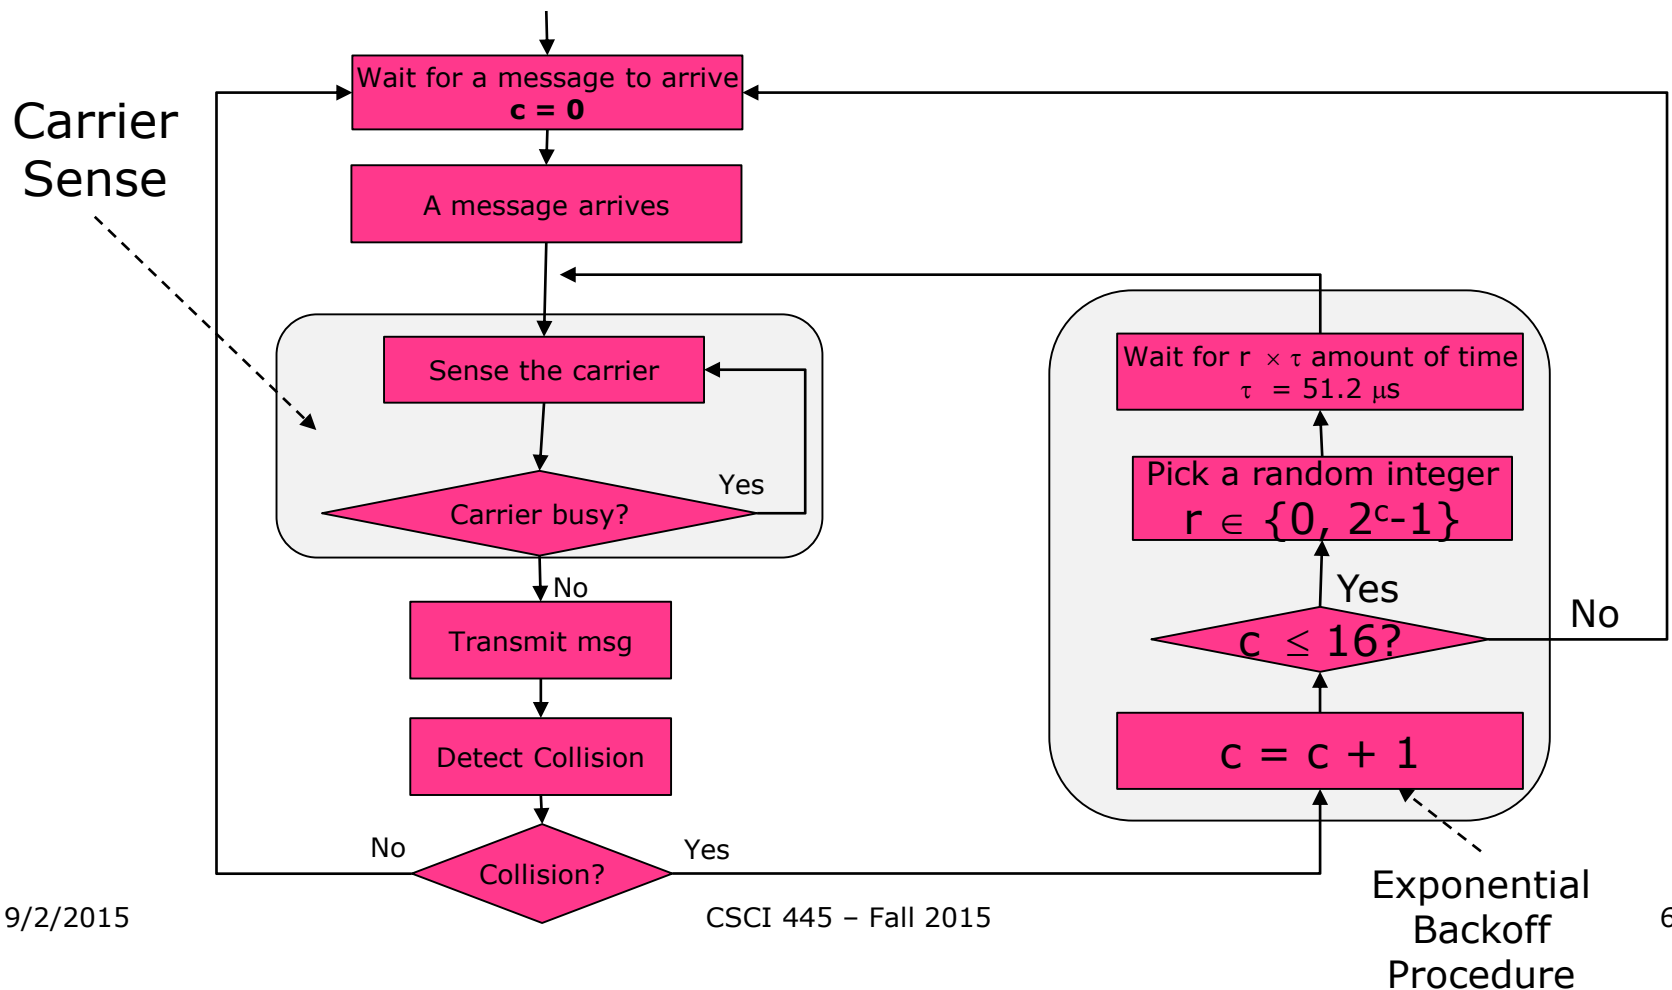 Wait for a message to arrive
c = 0
Carrier
Sense
A message arrives
Sense the carrier
Yes
Carrier busy?
No
Transmit msg
Detect Collision
No
Yes
Collision?
Wait for r × τ amount of time
τ = 51.2 μs
Pick a random integer
r ∈ {0, 2ᶜ-1}
Yes
No
c ≤ 16?
c = c + 1
Exponential
Backoff
Procedure
9/2/2015
CSCI 445 – Fall 2015
6